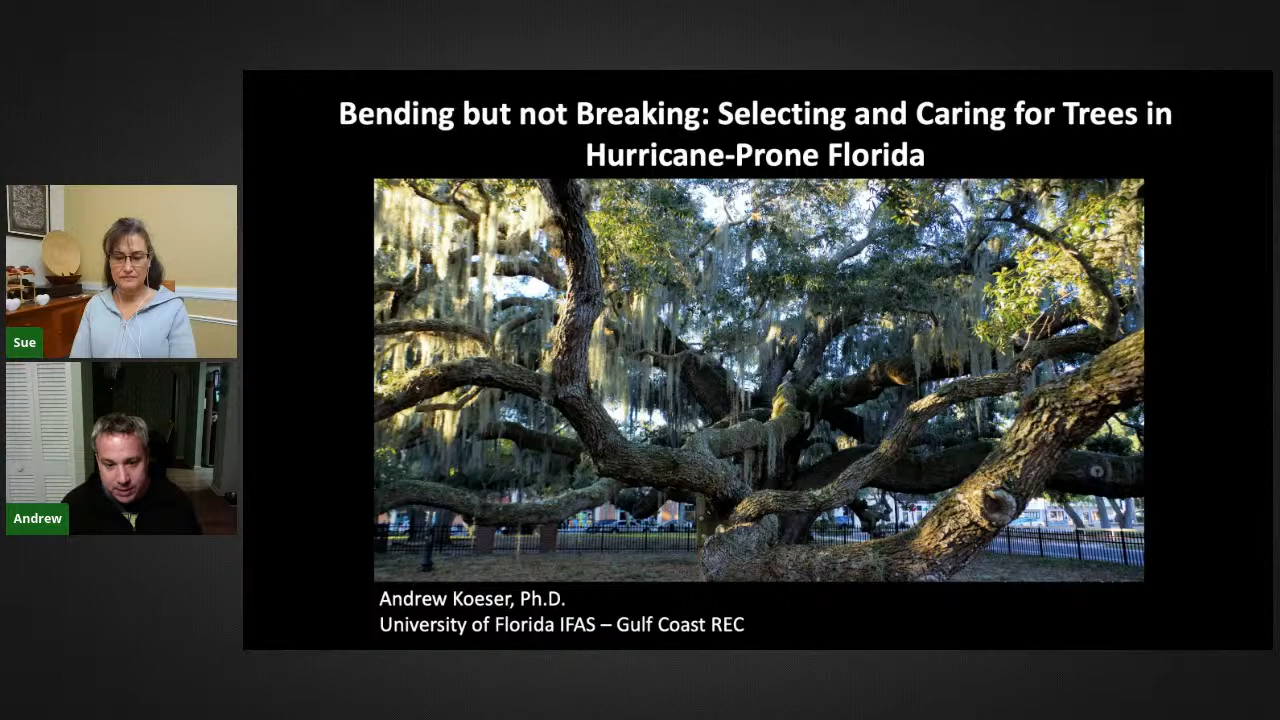 Bending but not Breaking: Selecting and Caring for Trees in
Hurricane-Prone Florida
Sue
Andrew
Andrew Koeser, Ph.D.
University of Florida IFAS – Gulf Coast REC